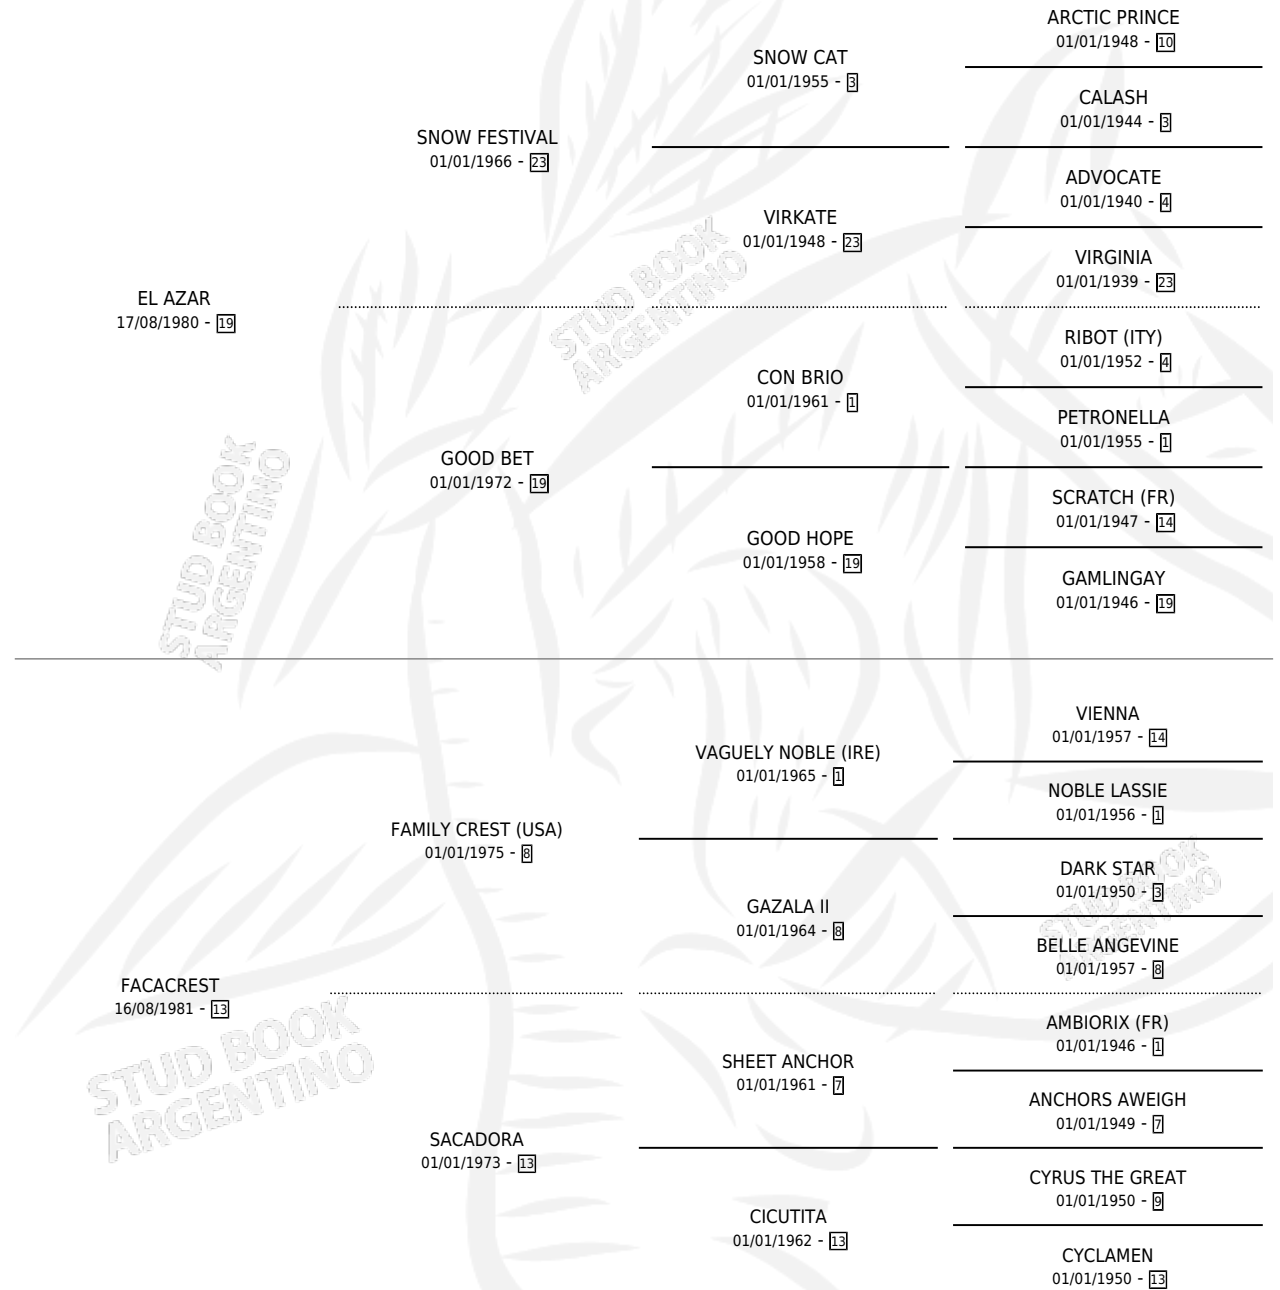 ARCTIC PRINCE
01/01/1948 - 10
SNOW CAT
01/01/1955 - 3
CALASH
01/01/1944 - 3
SNOW FESTIVAL
01/01/1966 - 23
ADVOCATE
01/01/1940 - 4
VIRKATE
01/01/1948 - 23
VIRGINIA
01/01/1939 - 23
EL AZAR
17/08/1980 - 19
RIBOT (ITY)
01/01/1952 - 4
CON BRIO
01/01/1961 - 1
PETRONELLA
01/01/1955 - 1
GOOD BET
01/01/1972 - 19
SCRATCH (FR)
01/01/1947 - 14
GOOD HOPE
01/01/1958 - 19
GAMLINGAY
01/01/1946 - 19
VIENNA
01/01/1957 - 14
VAGUELY NOBLE (IRE)
01/01/1965 - 1
NOBLE LASSIE
01/01/1956 - 1
FAMILY CREST (USA)
01/01/1975 - 8
DARK STAR
01/01/1950 - 3
GAZALA II
01/01/1964 - 8
BELLE ANGEVINE
01/01/1957 - 8
FACACREST
16/08/1981 - 13
AMBIORIX (FR)
01/01/1946 - 1
SHEET ANCHOR
01/01/1961 - 7
ANCHORS AWEIGH
01/01/1949 - 7
SACADORA
01/01/1973 - 13
CYRUS THE GREAT
01/01/1950 - 9
CICUTITA
01/01/1962 - 13
CYCLAMEN
01/01/1950 - 13
STUD BOOK
ARGENTINO
STUD BOOK
ARGENTINO
STUD BOOK
ARGENTINO
STUD BOOK
ARGENTINO